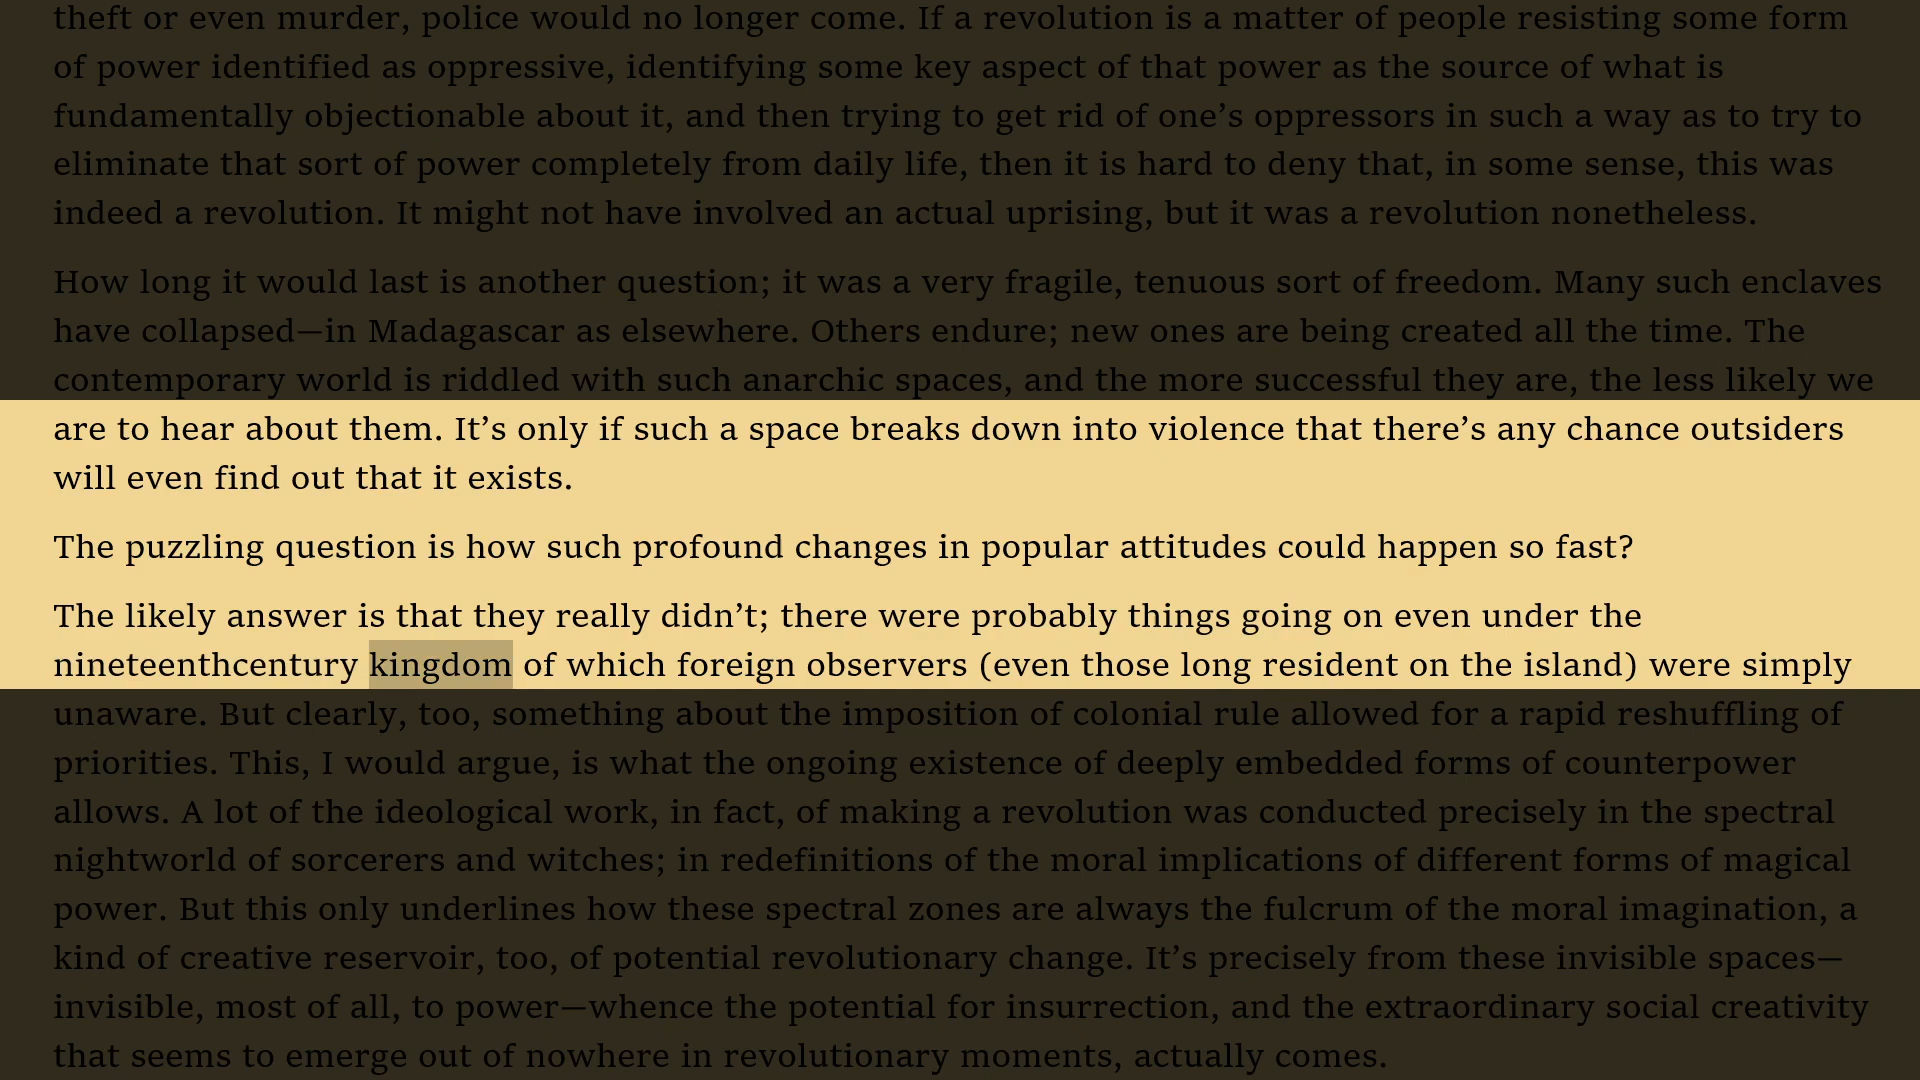 theft or even murder, police would no longer come. If a revolution is a matter of people resisting some form
of power identified as oppressive, identifying some key aspect of that power as the source of what is
fundamentally objectionable about it, and then trying to get rid of one’s oppressors in such a way as to try to
eliminate that sort of power completely from daily life, then it is hard to deny that, in some sense, this was
indeed a revolution. It might not have involved an actual uprising, but it was a revolution nonetheless.
How long it would last is another question; it was a very fragile, tenuous sort of freedom. Many such enclaves
have collapsed—in Madagascar as elsewhere. Others endure; new ones are being created all the time. The
contemporary world is riddled with such anarchic spaces, and the more successful they are, the less likely we
are to hear about them. It’s only if such a space breaks down into violence that there’s any chance outsiders
will even find out that it exists.
The puzzling question is how such profound changes in popular attitudes could happen so fast?
The likely answer is that they really didn’t; there were probably things going on even under the
nineteenthcentury kingdom of which foreign observers (even those long resident on the island) were simply
unaware. But clearly, too, something about the imposition of colonial rule allowed for a rapid reshuffling of
priorities. This, I would argue, is what the ongoing existence of deeply embedded forms of counterpower
allows. A lot of the ideological work, in fact, of making a revolution was conducted precisely in the spectral
nightworld of sorcerers and witches; in redefinitions of the moral implications of different forms of magical
power. But this only underlines how these spectral zones are always the fulcrum of the moral imagination, a
kind of creative reservoir, too, of potential revolutionary change. It’s precisely from these invisible spaces—
invisible, most of all, to power—whence the potential for insurrection, and the extraordinary social creativity
that seems to emerge out of nowhere in revolutionary moments, actually comes.